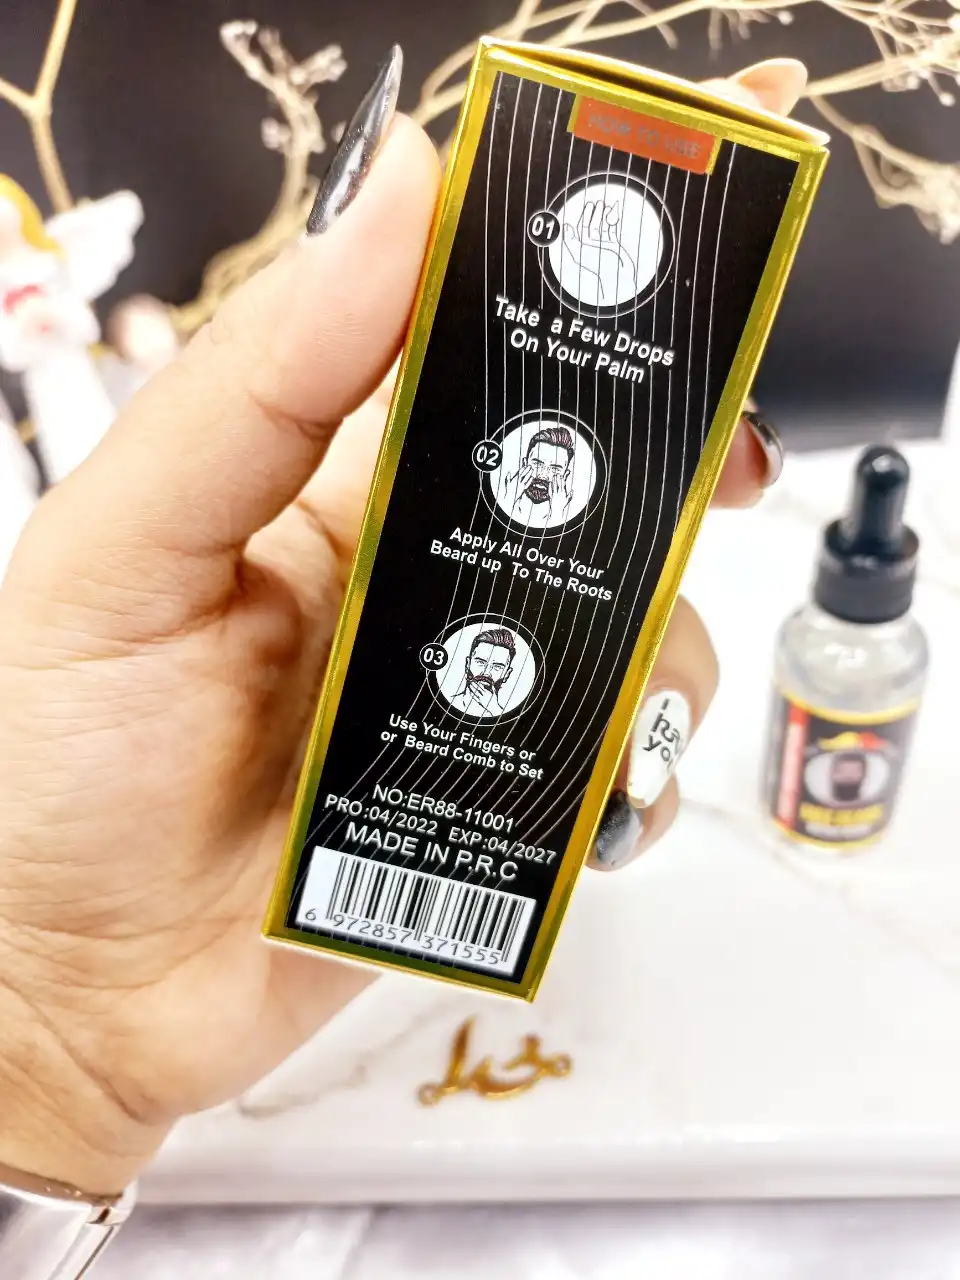 HOW TO USE
01
Take a Few Drops
On Your Palm
02
Apply All Over Your
Beard up To The Roots
03
Use Your Fingers or
or Beard Comb to Set
NO:ER88-11001
PRO:04/2022 EXP:04/2027
MADE IN P.R.C
6 972857 371555